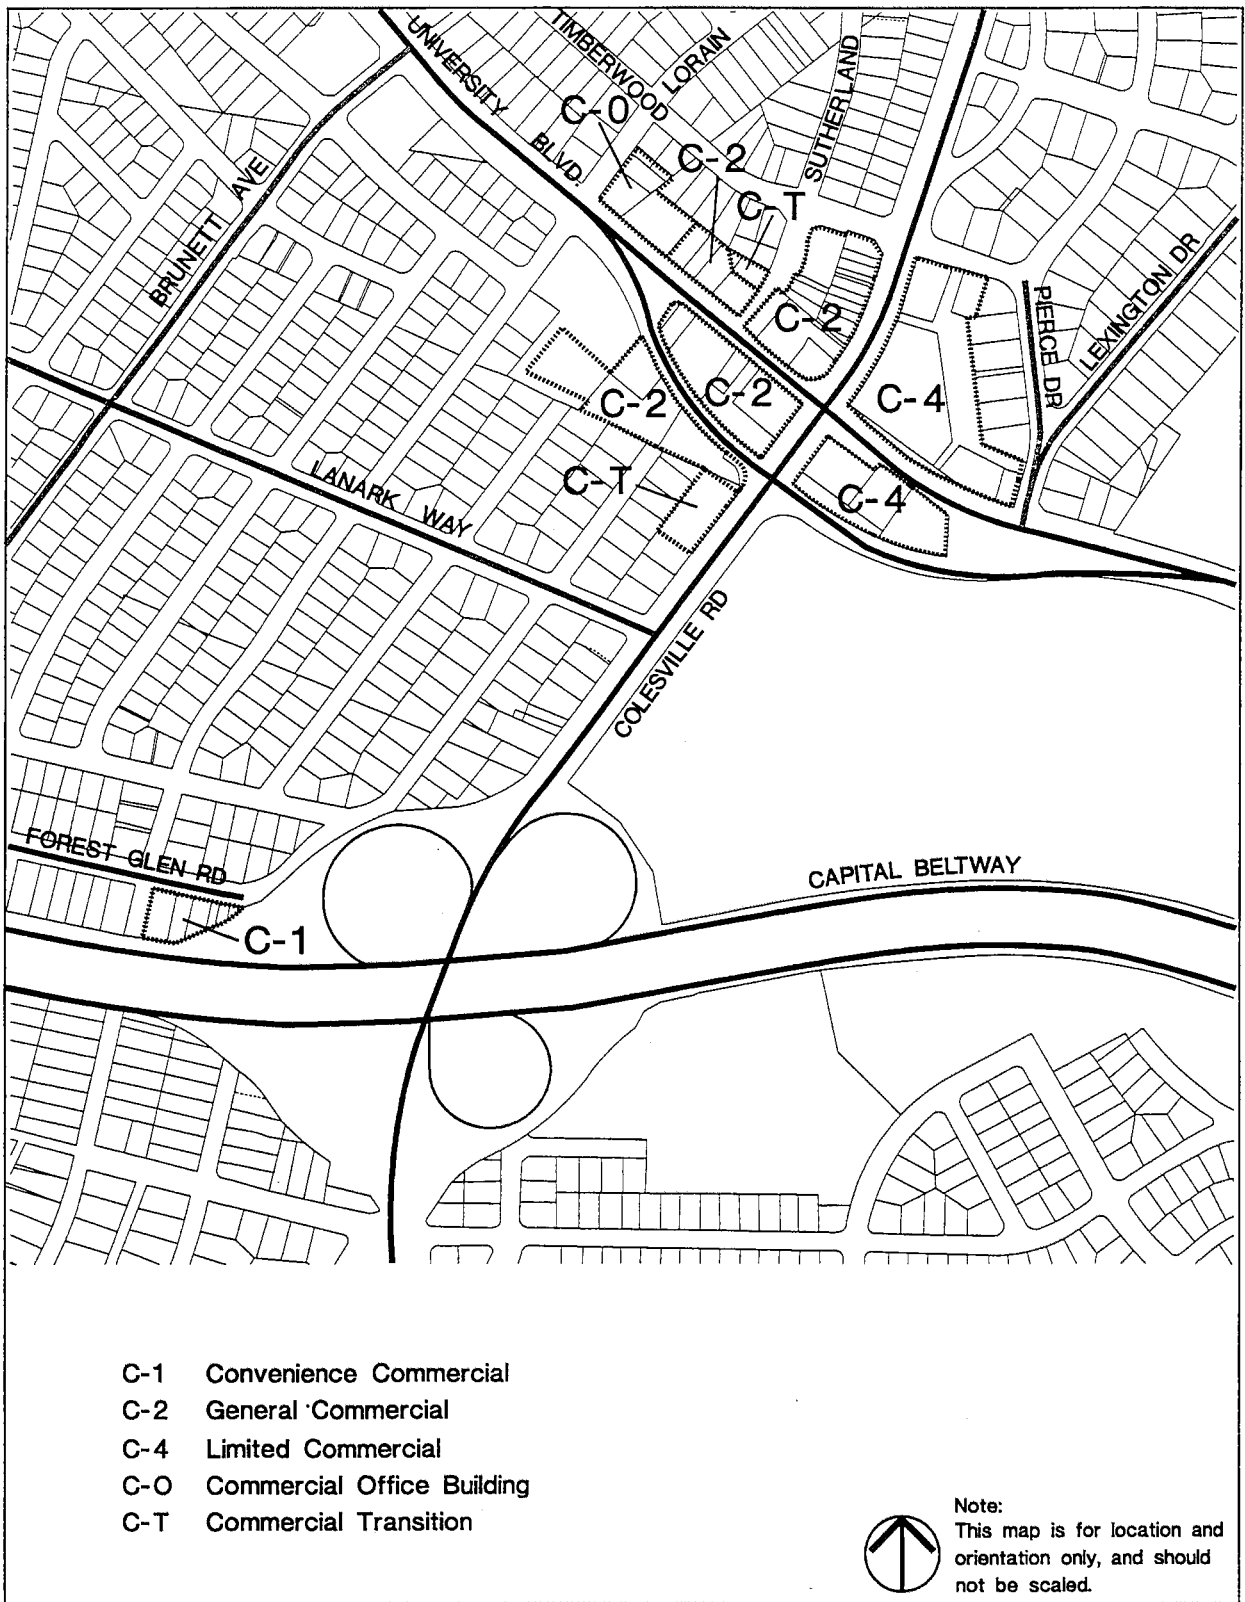 UNIVERSITY BLVD.
TIMBERWOOD
LORAIN
SUTHERLAND
C-O
C-2
C-T
BRUNETT AVE
C-2
PIERCE DR
LEXINGTON DR
C-2
C-2
C-4
C-T
C-4
LANARK WAY
COLESVILLE RD
FOREST GLEN RD
C-1
CAPITAL BELTWAY
C-1 Convenience Commercial
C-2 General Commercial
C-4 Limited Commercial
C-O Commercial Office Building
C-T Commercial Transition
Note:
This map is for location and
orientation only, and should
not be scaled.